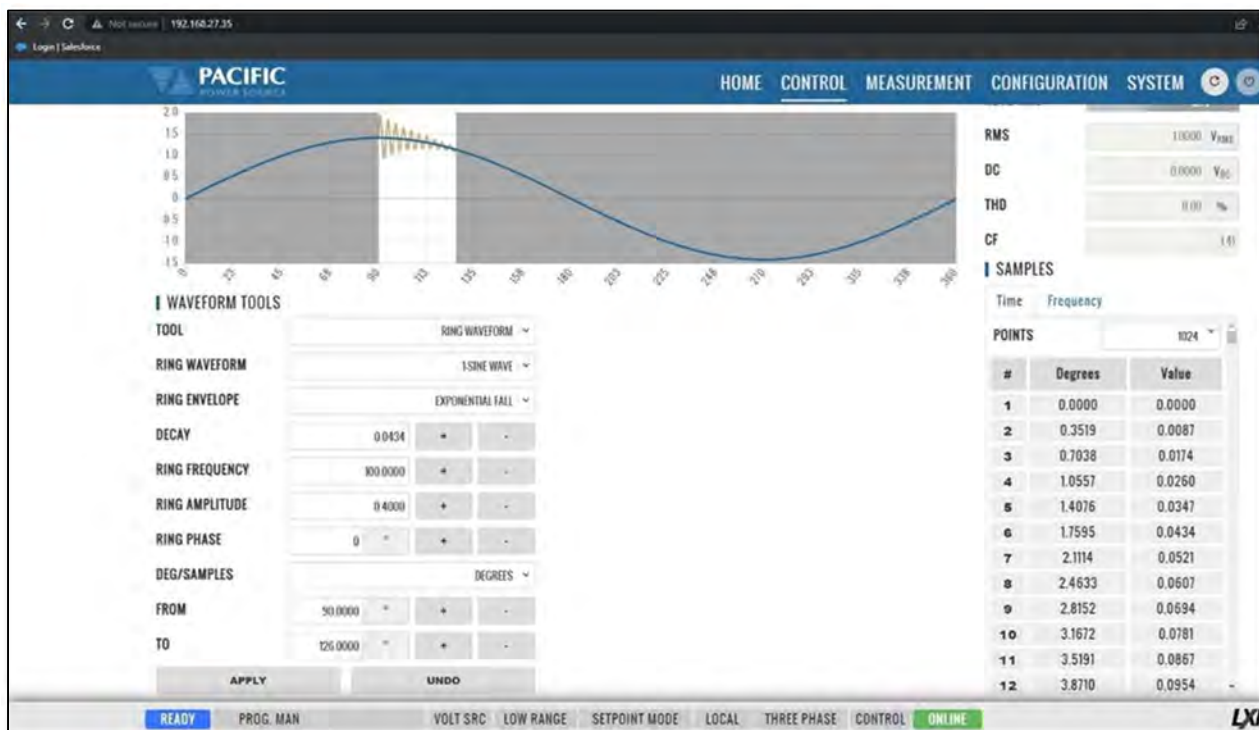 Not secure 192.168.27.35
Login | Salesforce
PACIFIC
POWER SOURCE
HOME CONTROL MEASUREMENT CONFIGURATION SYSTEM
2.0
1.5
1.0
0.5
0
0.5
1.0
1.5
0 23 45 68 90 113 135 158 180 203 225 248 270 293 315 338 360
RMS 1.0000 VRMS
DC 0.0000 VDC
THD 0.00 %
CF 1.41
SAMPLES
Time Frequency
POINTS 1024
# Degrees Value
1 0.0000 0.0000
2 0.3519 0.0087
3 0.7038 0.0174
4 1.0557 0.0260
5 1.4076 0.0347
6 1.7595 0.0434
7 2.1114 0.0521
8 2.4633 0.0607
9 2.8152 0.0694
10 3.1672 0.0781
11 3.5191 0.0867
12 3.8710 0.0954
WAVEFORM TOOLS
TOOL RING WAVEFORM
RING WAVEFORM 1-SINE WAVE
RING ENVELOPE EXPONENTIAL FALL
DECAY 0.0434 + -
RING FREQUENCY 100.0000 + -
RING AMPLITUDE 0.4000 + -
RING PHASE 0 ° + -
DEG/SAMPLES DEGREES
FROM 90.0000 ° + -
TO 126.0000 ° + -
APPLY UNDO
READY PROG. MAN VOLT SRC LOW RANGE SETPOINT MODE LOCAL THREE PHASE CONTROL ONLINE
LXI